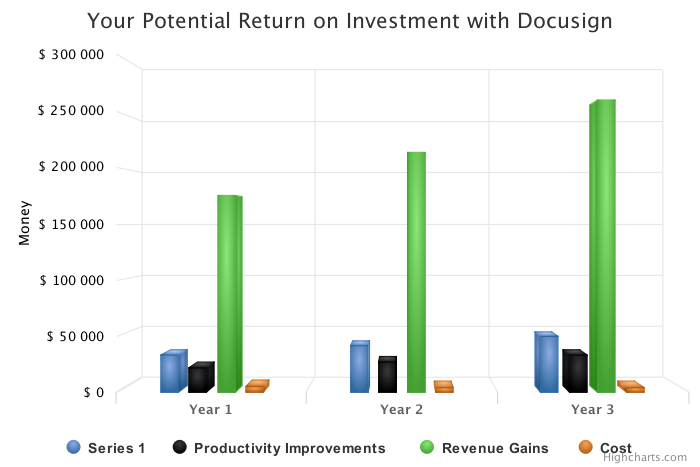 Your Potential Return on Investment with Docusign
$ 300 000
$ 250 000
$ 200 000
$ 150 000
$ 100 000
$ 50 000
$ 0
Money
Year 1
Year 2
Year 3
Series 1
Productivity Improvements
Revenue Gains
Cost
Highcharts.com